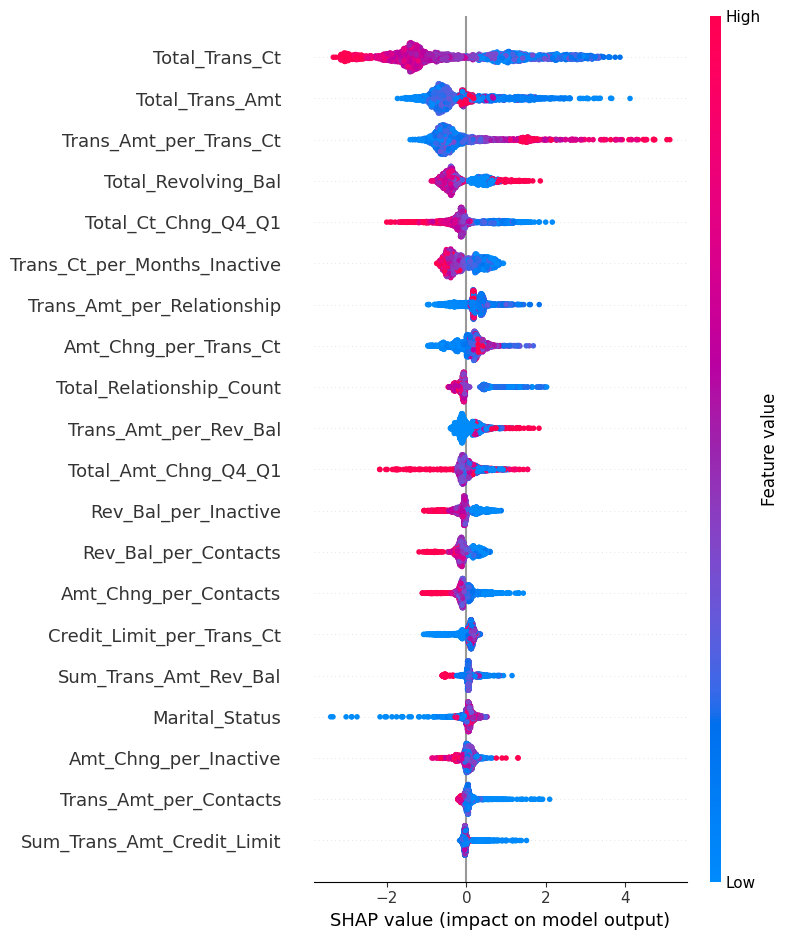 High
Total_Trans_Ct
Total_Trans_Amt
Trans_Amt_per_Trans_Ct
Total_Revolving_Bal
Total_Ct_Chng_Q4_Q1
Trans_Ct_per_Months_Inactive
Trans_Amt_per_Relationship
Amt_Chng_per_Trans_Ct
Total_Relationship_Count
Trans_Amt_per_Rev_Bal
Total_Amt_Chng_Q4_Q1
Rev_Bal_per_Inactive
Rev_Bal_per_Contacts
Amt_Chng_per_Contacts
Credit_Limit_per_Trans_Ct
Sum_Trans_Amt_Rev_Bal
Marital_Status
Amt_Chng_per_Inactive
Trans_Amt_per_Contacts
Sum_Trans_Amt_Credit_Limit
Feature value
Low
−2 0 2 4
SHAP value (impact on model output)